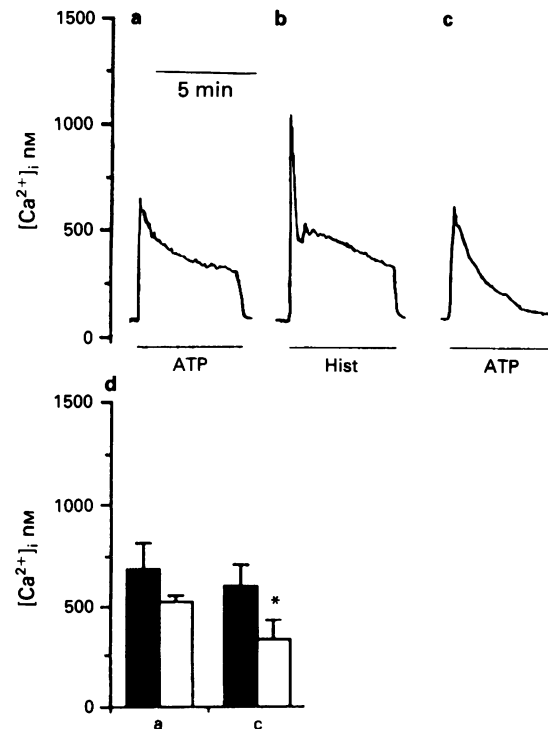 a b c
1500
5 min
1000
[Ca²⁺]ᵢ, nM
500
0
ATP Hist ATP
d
1500
1000
[Ca²⁺]ᵢ, nM
*
500
0
a c